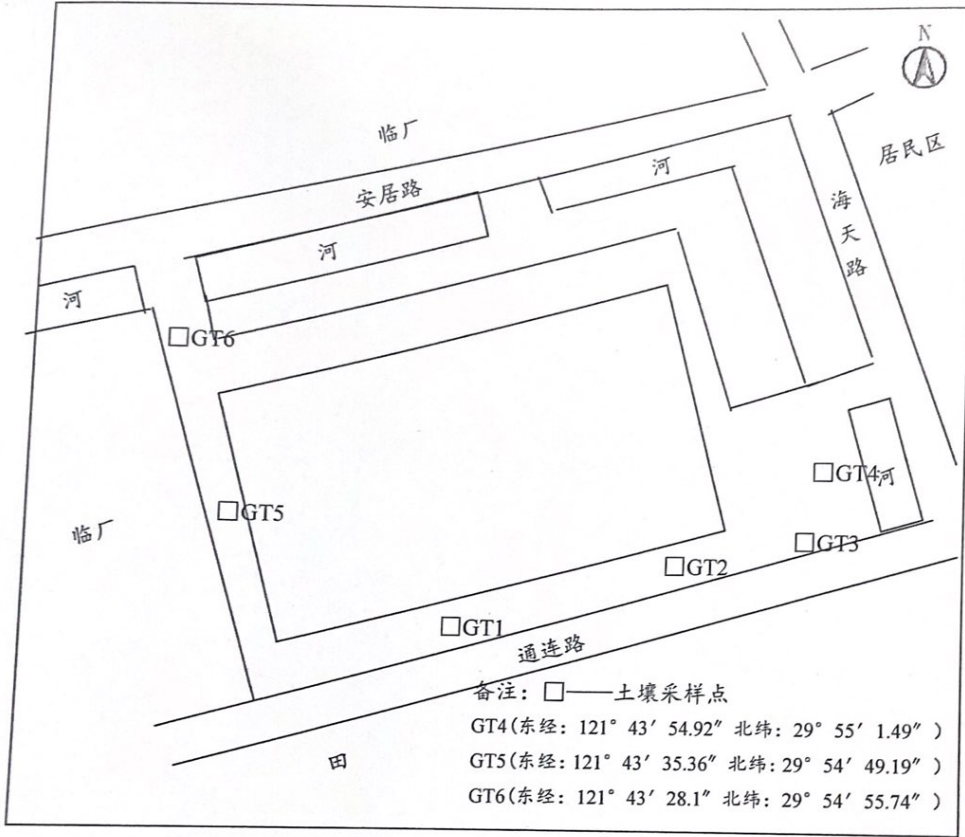 N
临厂
居民区
安居路
河
海天路
河
河
□GT6
□GT4河
□GT5
临厂
□GT3
□GT2
□GT1
通连路
备注：□——土壤采样点
GT4(东经：121° 43′ 54.92″ 北纬：29° 55′ 1.49″ )
田
GT5(东经：121° 43′ 35.36″ 北纬：29° 54′ 49.19″ )
GT6(东经：121° 43′ 28.1″ 北纬：29° 54′ 55.74″ )